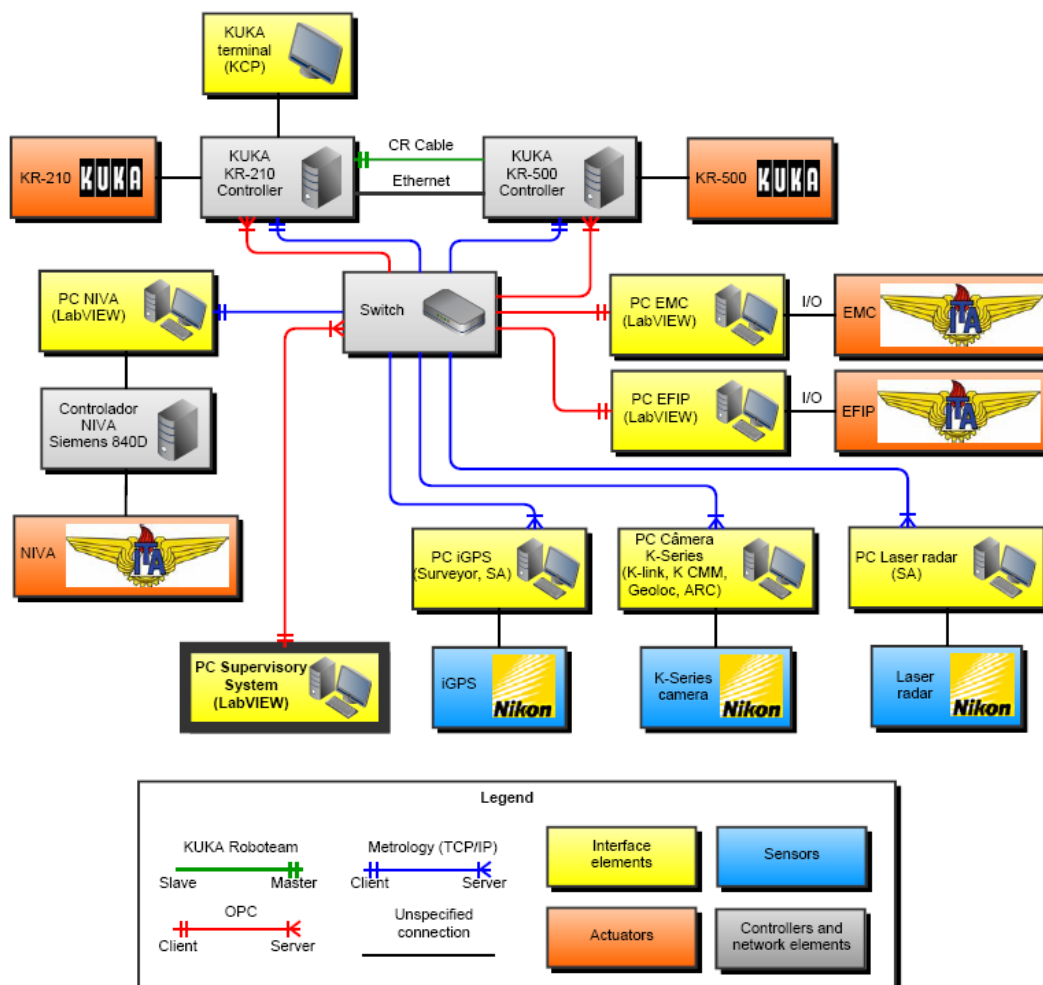 KUKA
terminal
(KCP)
KR-210 KUKA
KUKA
KR-210
Controller
CR Cable
Ethernet
KUKA
KR-500
Controller
KR-500 KUKA
PC NIVA
(LabVIEW)
Switch
PC EMC
(LabVIEW)
I/O
EMC
ITA
PC EFIP
(LabVIEW)
I/O
EFIP
ITA
Controlador
NIVA
Siemens 840D
NIVA
ITA
PC iGPS
(Surveyor, SA)
PC Câmera
K-Series
(K-link, K CMM,
Geoloc, ARC)
PC Laser radar
(SA)
PC Supervisory
System
(LabVIEW)
iGPS
Nikon
K-Series
camera
Nikon
Laser
radar
Nikon
Legend
KUKA Roboteam
Slave Master
Metrology (TCP/IP)
Client Server
Interface
elements
Sensors
OPC
Client Server
Unspecified
connection
Actuators
Controllers and
network elements